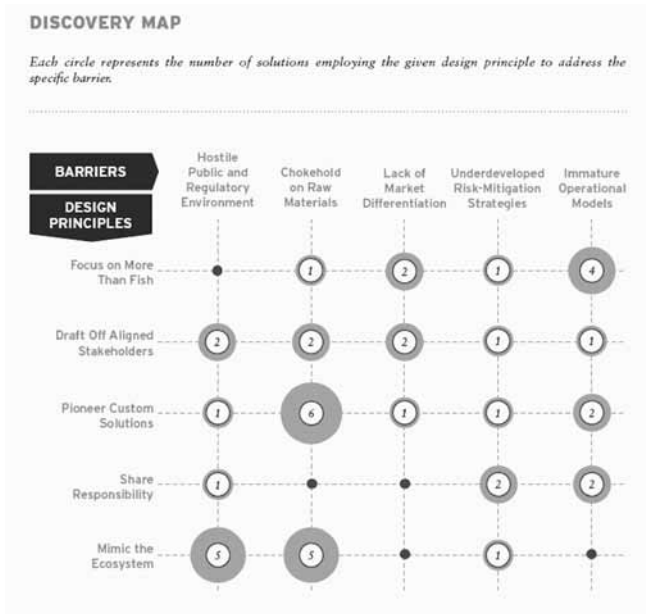 DISCOVERY MAP
Each circle represents the number of solutions employing the given design principle to address the
specific barrier.
BARRIERS
DESIGN
PRINCIPLES
Hostile
Public and
Regulatory
Environment
Chokehold
on Raw
Materials
Lack of
Market
Differentiation
Underdeveloped
Risk-Mitigation
Strategies
Immature
Operational
Models
Focus on More
Than Fish
1 2 1 4
Draft Off Aligned
Stakeholders
2 2 2 1 1
Pioneer Custom
Solutions
1 6 1 1 2
Share
Responsibility
1 2 2
Mimic the
Ecosystem
5 5 1